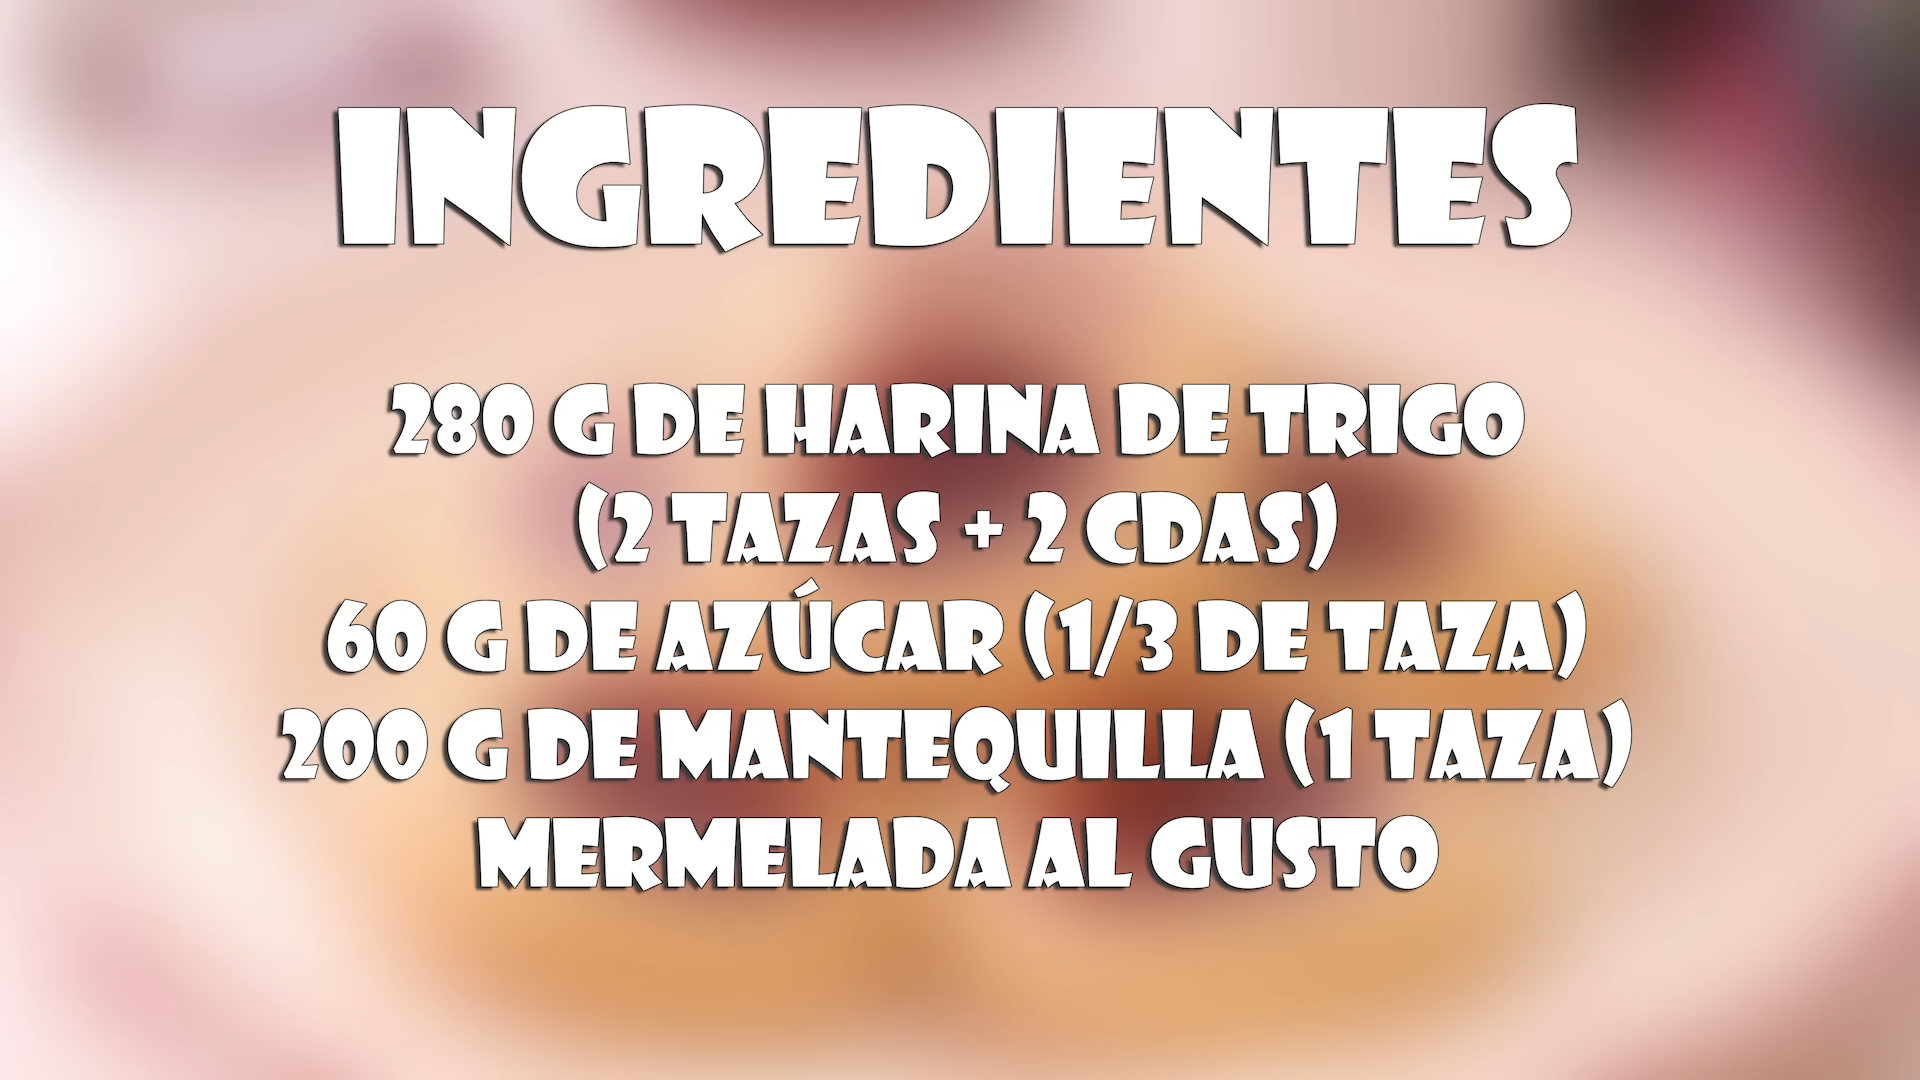 INGREDIENTES
280 G DE HARINA DE TRIGO
(2 TAZAS + 2 CDAS)
60 G DE AZÚCAR (1/3 DE TAZA)
200 G DE MANTEQUILLA (1 TAZA)
MERMELADA AL GUSTO